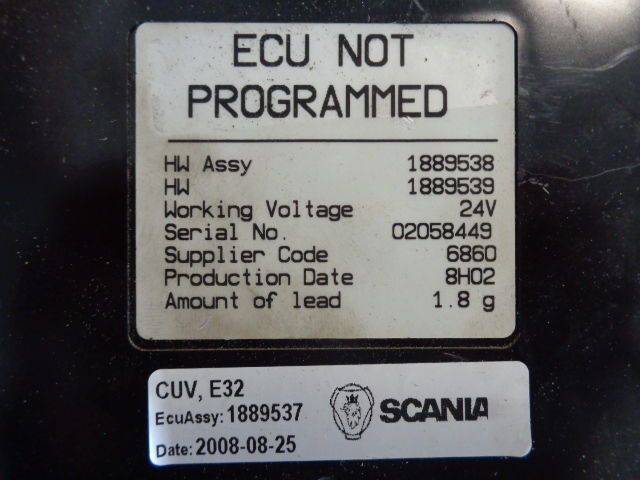 ECU NOT
PROGRAMMED
HW Assy 1889538
HW 1889539
Working Voltage 24V
Serial No. 02058449
Supplier Code 6860
Production Date 8H02
Amount of lead 1.8 g
CUV, E32
EcuAssy: 1889537
SCANIA
Date: 2008-08-25